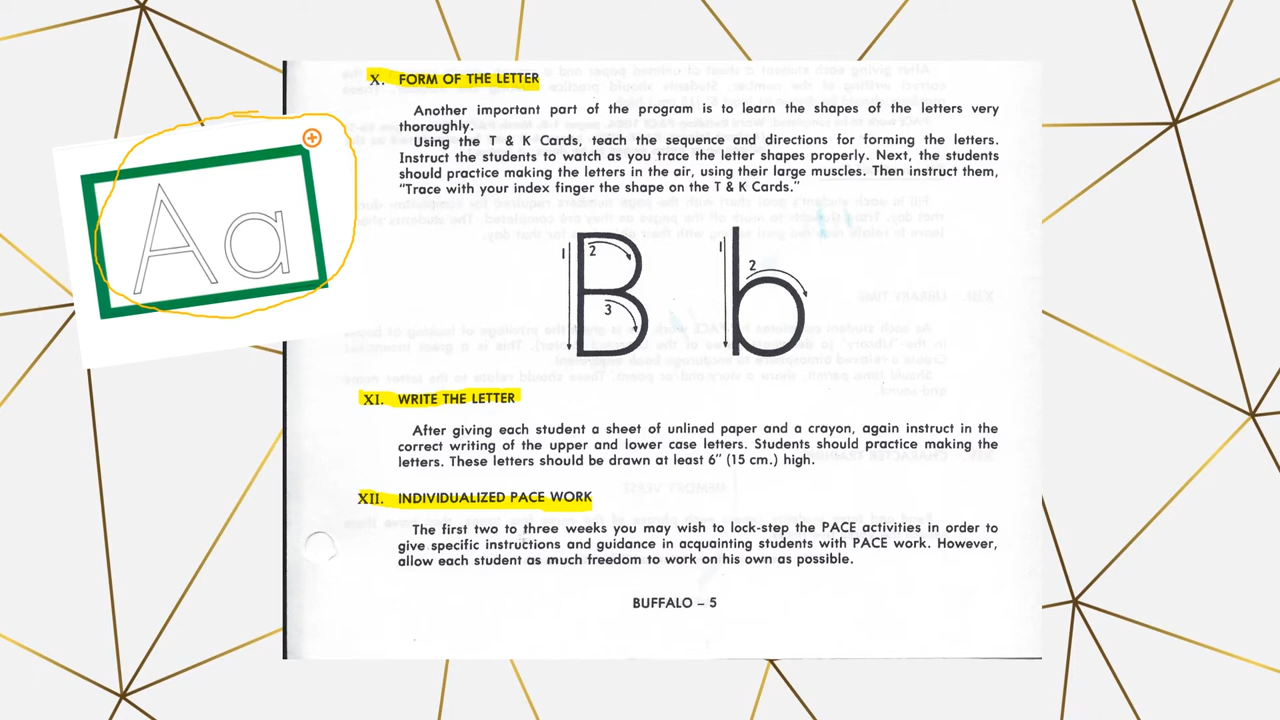 X. FORM OF THE LETTER
Another important part of the program is to learn the shapes of the letters very
thoroughly.
Using the T & K Cards, teach the sequence and directions for forming the letters.
Instruct the students to watch as you trace the letter shapes properly. Next, the students
should practice making the letters in the air, using their large muscles. Then instruct them,
“Trace with your index finger the shape on the T & K Cards.”
Aa
1 2 3 B
1 2 b
XI. WRITE THE LETTER
After giving each student a sheet of unlined paper and a crayon, again instruct in the
correct writing of the upper and lower case letters. Students should practice making the
letters. These letters should be drawn at least 6” (15 cm.) high.
XII. INDIVIDUALIZED PACE WORK
The first two to three weeks you may wish to lock-step the PACE activities in order to
give specific instructions and guidance in acquainting students with PACE work. However,
allow each student as much freedom to work on his own as possible.
BUFFALO – 5